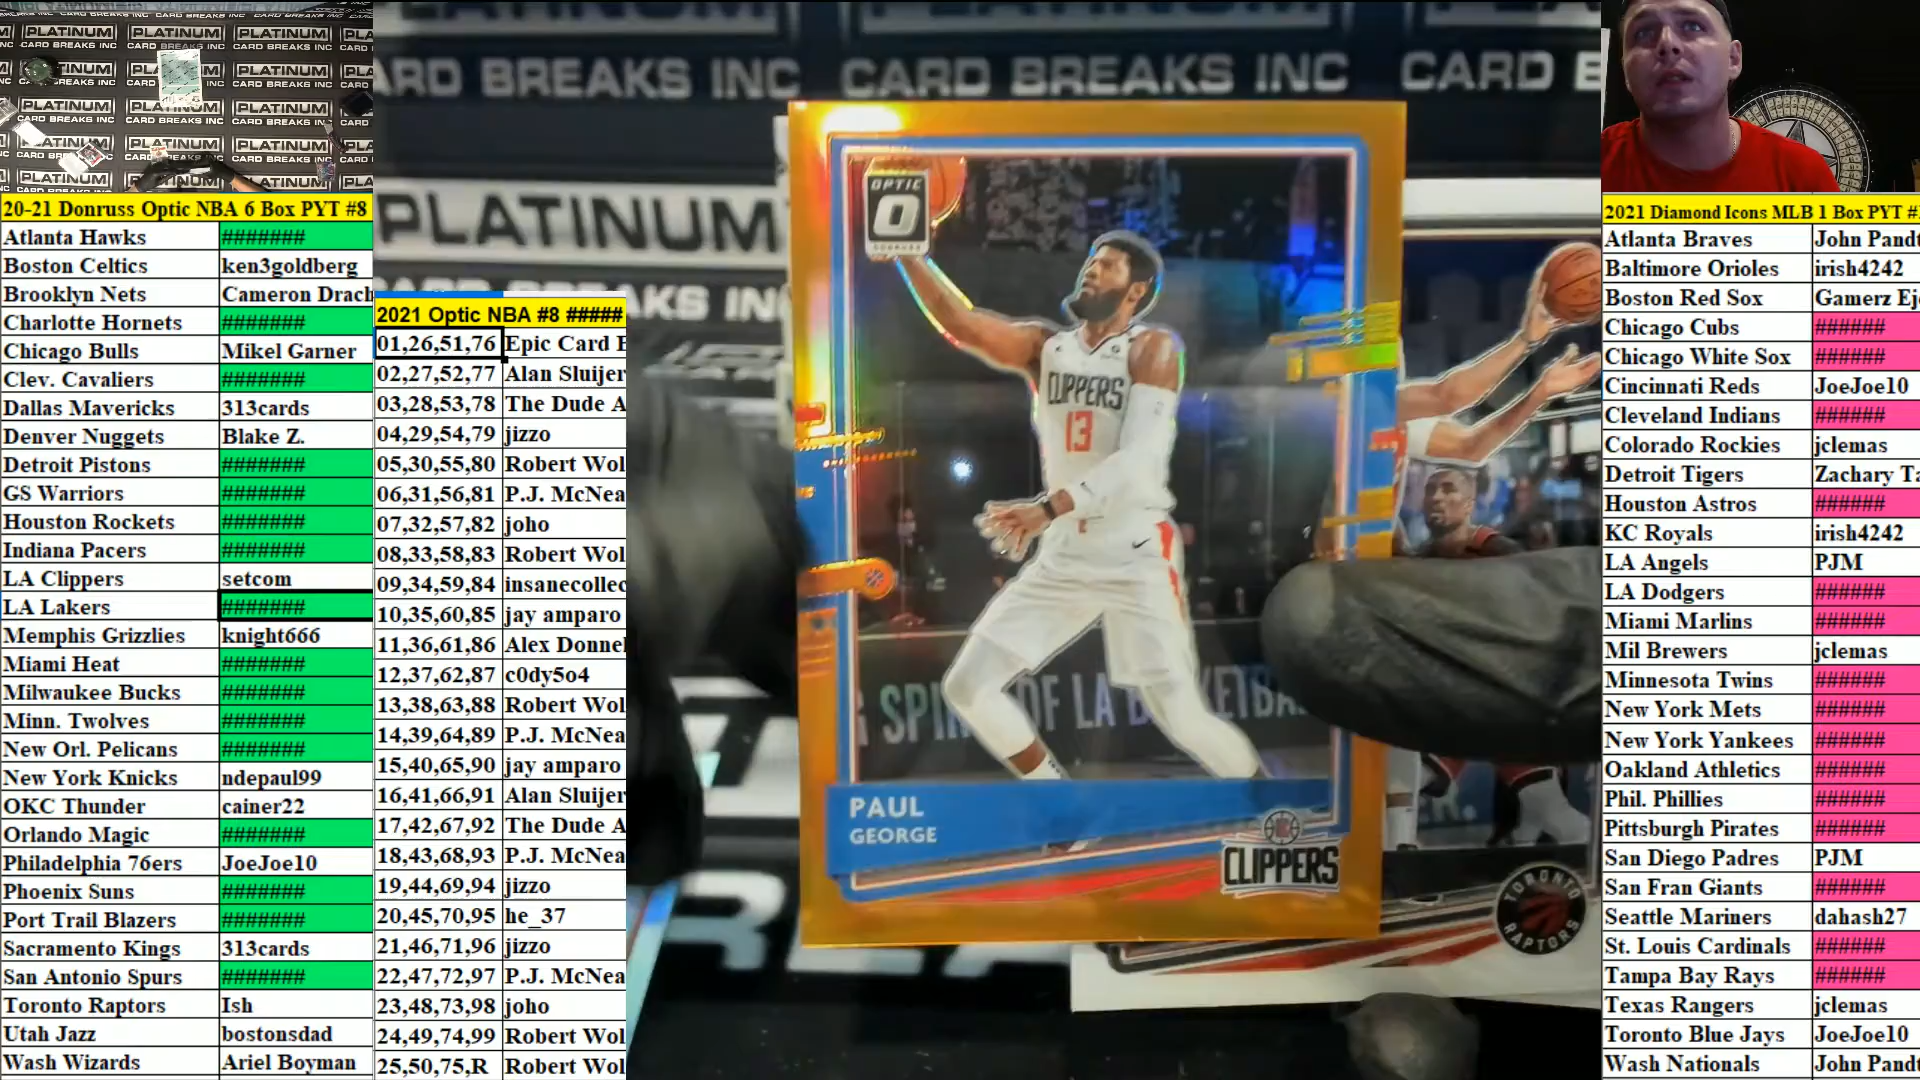 PLATINUM
CARD BREAKS INC
CARD BREAKS INC
PLATINUM
20-21 Donruss Optic NBA 6 Box PYT #8
Atlanta Hawks #######
Boston Celtics ken3goldberg
Brooklyn Nets Cameron Drach
Charlotte Hornets #######
Chicago Bulls Mikel Garner
Clev. Cavaliers #######
Dallas Mavericks 313cards
Denver Nuggets Blake Z.
Detroit Pistons #######
GS Warriors #######
Houston Rockets #######
Indiana Pacers #######
LA Clippers setcom
LA Lakers #######
Memphis Grizzlies knight666
Miami Heat #######
Milwaukee Bucks #######
Minn. Twolves #######
New Orl. Pelicans #######
New York Knicks ndepaul99
OKC Thunder cainer22
Orlando Magic #######
Philadelphia 76ers JoeJoe10
Phoenix Suns #######
Port Trail Blazers #######
Sacramento Kings 313cards
San Antonio Spurs #######
Toronto Raptors Ish
Utah Jazz bostonsdad
Wash Wizards Ariel Boyman
2021 Optic NBA #8 #####
01,26,51,76 Epic Card
02,27,52,77 Alan Sluijer
03,28,53,78 The Dude A
04,29,54,79 jizzo
05,30,55,80 Robert Wol
06,31,56,81 P.J. McNea
07,32,57,82 joho
08,33,58,83 Robert Wol
09,34,59,84 insanecollec
10,35,60,85 jay amparo
11,36,61,86 Alex Donnel
12,37,62,87 c0dy5o4
13,38,63,88 Robert Wol
14,39,64,89 P.J. McNea
15,40,65,90 jay amparo
16,41,66,91 Alan Sluijer
17,42,67,92 The Dude A
18,43,68,93 P.J. McNea
19,44,69,94 jizzo
20,45,70,95 he_37
21,46,71,96 jizzo
22,47,72,97 P.J. McNea
23,48,73,98 joho
24,49,74,99 Robert Wol
25,50,75,R Robert Wol
OPTIC
DONRUSS
CLIPPERS
13
SPIRIT OF LA BASKETBA
PAUL
GEORGE
CLIPPERS
TORONTO
RAPTORS
2021 Diamond Icons MLB 1 Box PYT #
Atlanta Braves John Pandt
Baltimore Orioles irish4242
Boston Red Sox Gamerz Ej
Chicago Cubs ######
Chicago White Sox ######
Cincinnati Reds JoeJoe10
Cleveland Indians ######
Colorado Rockies jclemas
Detroit Tigers Zachary Ta
Houston Astros ######
KC Royals irish4242
LA Angels PJM
LA Dodgers ######
Miami Marlins ######
Mil Brewers jclemas
Minnesota Twins ######
New York Mets ######
New York Yankees ######
Oakland Athletics ######
Phil. Phillies ######
Pittsburgh Pirates ######
San Diego Padres PJM
San Fran Giants ######
Seattle Mariners dahash27
St. Louis Cardinals ######
Tampa Bay Rays ######
Texas Rangers jclemas
Toronto Blue Jays JoeJoe10
Wash Nationals John Pandt